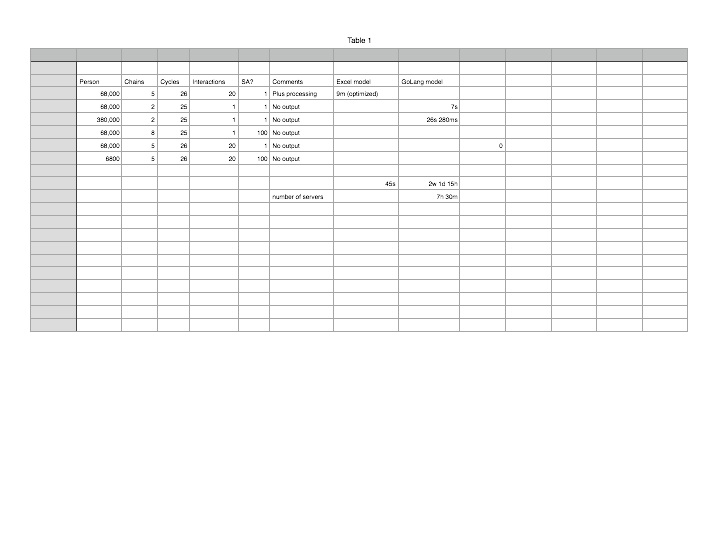 Table 1
Person Chains Cycles Interactions SA? Comments Excel model GoLang model
68,000 5 26 20 1 Plus processing 9m (optimized)
68,000 2 25 1 1 No output 7s
380,000 2 25 1 1 No output 26s 280ms
68,000 8 25 1 100 No output
68,000 5 26 20 1 No output 0
6800 5 26 20 100 No output
45s 2w 1d 15h
number of servers 7h 30m